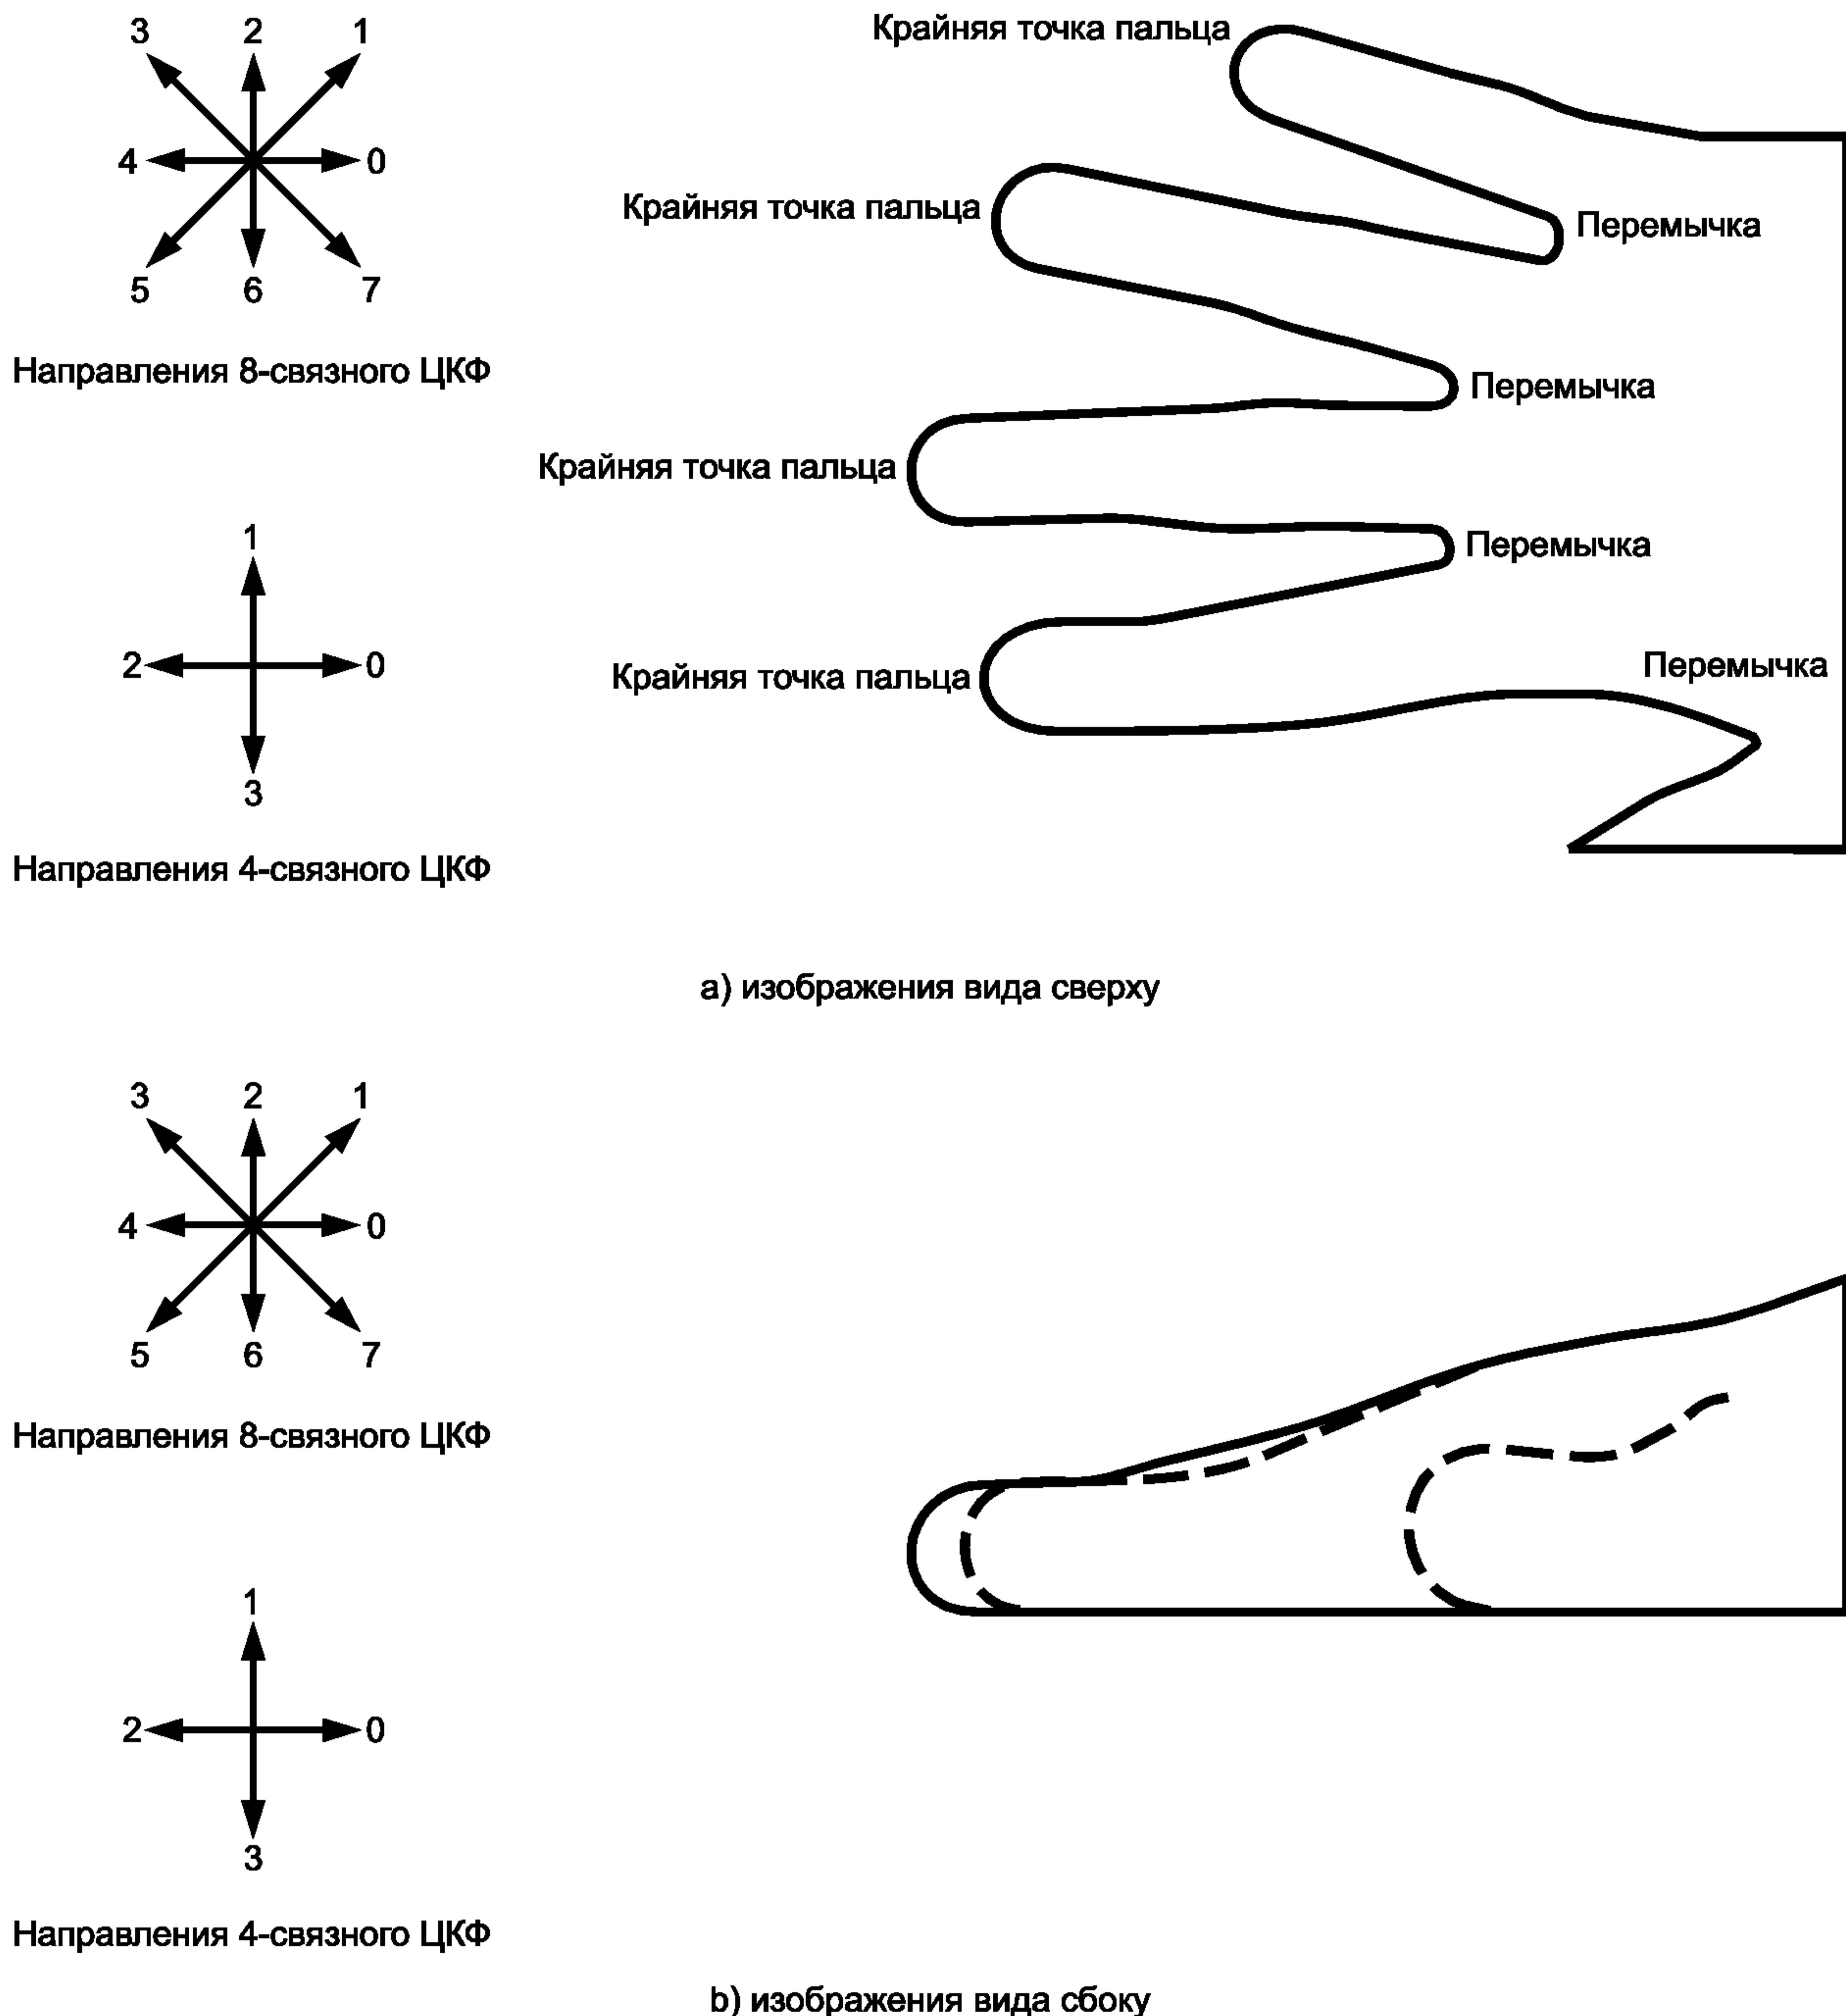 3 2 1
4 0
5 6 7
Направления 8-связного ЦКФ
1
2 0
3
Направления 4-связного ЦКФ
Крайняя точка пальца
Крайняя точка пальца
Перемычка
Перемычка
Крайняя точка пальца
Перемычка
Перемычка
Крайняя точка пальца
a) изображения вида сверху
3 2 1
4 0
5 6 7
Направления 8-связного ЦКФ
1
2 0
3
Направления 4-связного ЦКФ
b) изображения вида сбоку